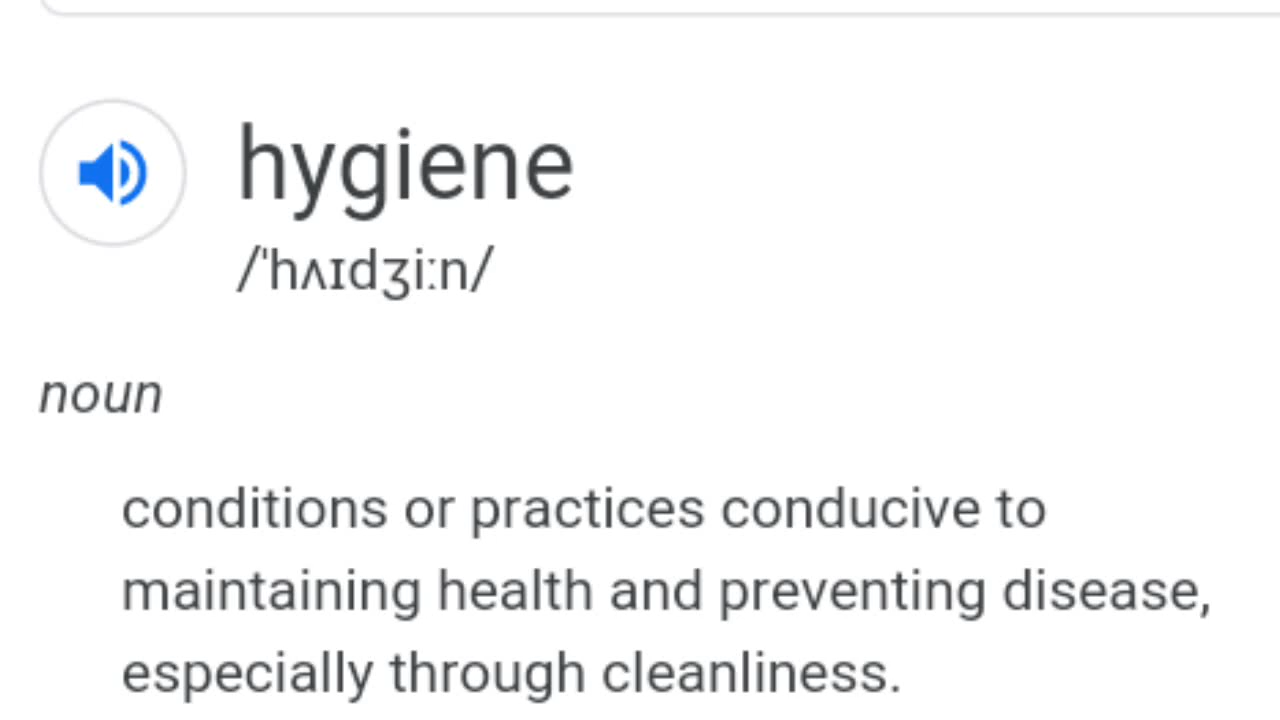 hygiene
/ˈhʌɪdʒiːn/
noun
conditions or practices conducive to
maintaining health and preventing disease,
especially through cleanliness.